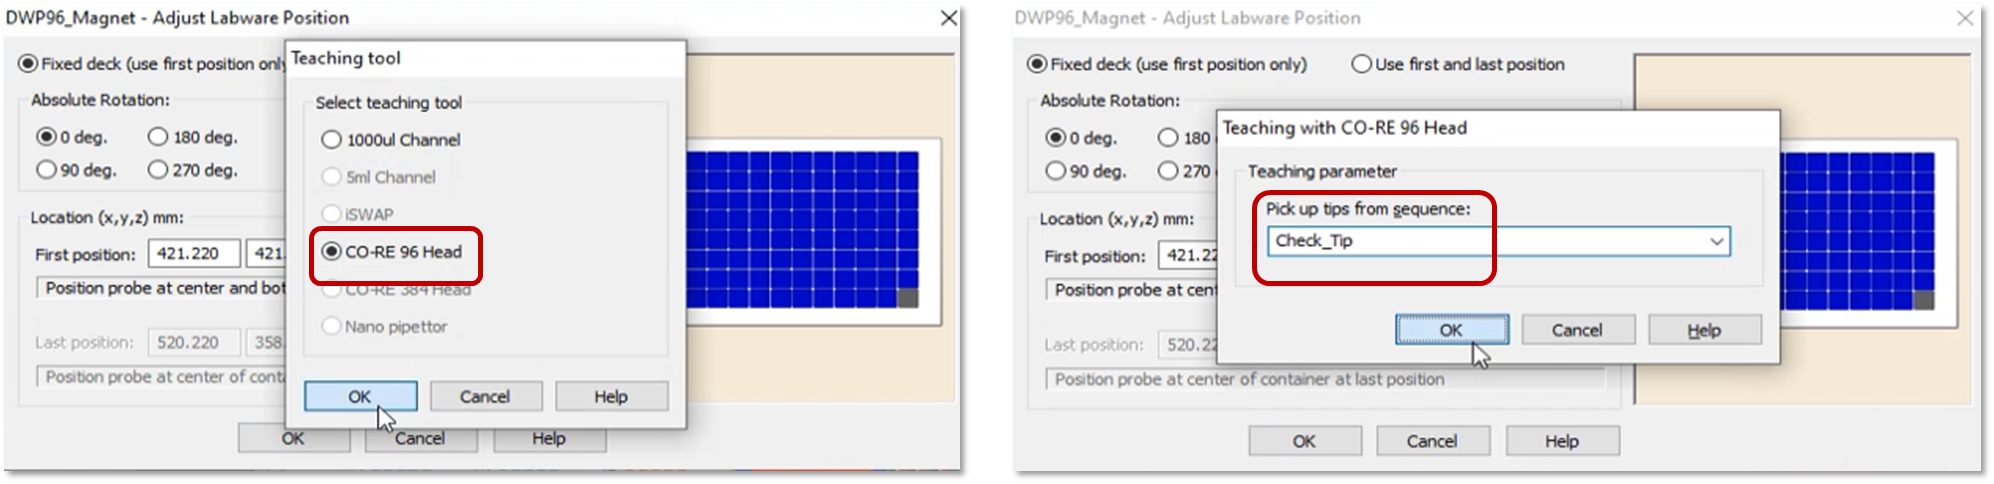 DWP96_Magnet - Adjust Labware Position
Fixed deck (use first position only
Absolute Rotation:
0 deg.
180 deg.
90 deg.
270 deg.
Location (x,y,z) mm:
First position:
421.220
421.
Position probe at center and bot
Last position:
520.220
358.
Position probe at center of conta
OK
Cancel
Help
Teaching tool
Select teaching tool
1000ul Channel
5ml Channel
iSWAP
CO-RE 96 Head
CO-RE 384 Head
Nano pipettor
OK
Cancel
Help
DWP96_Magnet - Adjust Labware Position
Fixed deck (use first position only)
Use first and last position
Absolute Rotation:
0 deg.
180
90 deg.
270
Location (x,y,z) mm:
First position:
421.22
Position probe at cent
Last position:
520.22
Position probe at center of container at last position
OK
Cancel
Help
Teaching with CO-RE 96 Head
Teaching parameter
Pick up tips from sequence:
Check_Tip
OK
Cancel
Help